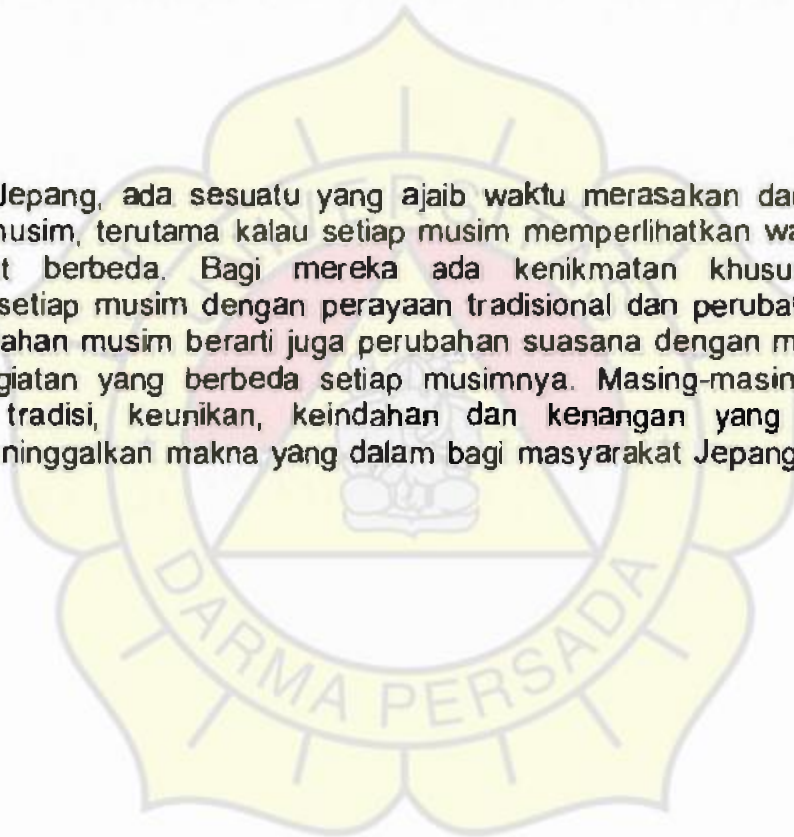 Jepang, ada sesuatu yang ajaib waktu merasakan da
musim, terutama kalau setiap musim memperlihatkan wa
t berbeda. Bagi mereka ada kenikmatan khusu
setiap musim dengan perayaan tradisional dan peruba
ahan musim berarti juga perubahan suasana dengan m
giatan yang berbeda setiap musimnya. Masing-masin
tradisi, keunikan, keindahan dan kenangan yang
ninggalkan makna yang dalam bagi masyarakat Jepang
UNIVERSITAS
DARMA PERSADA